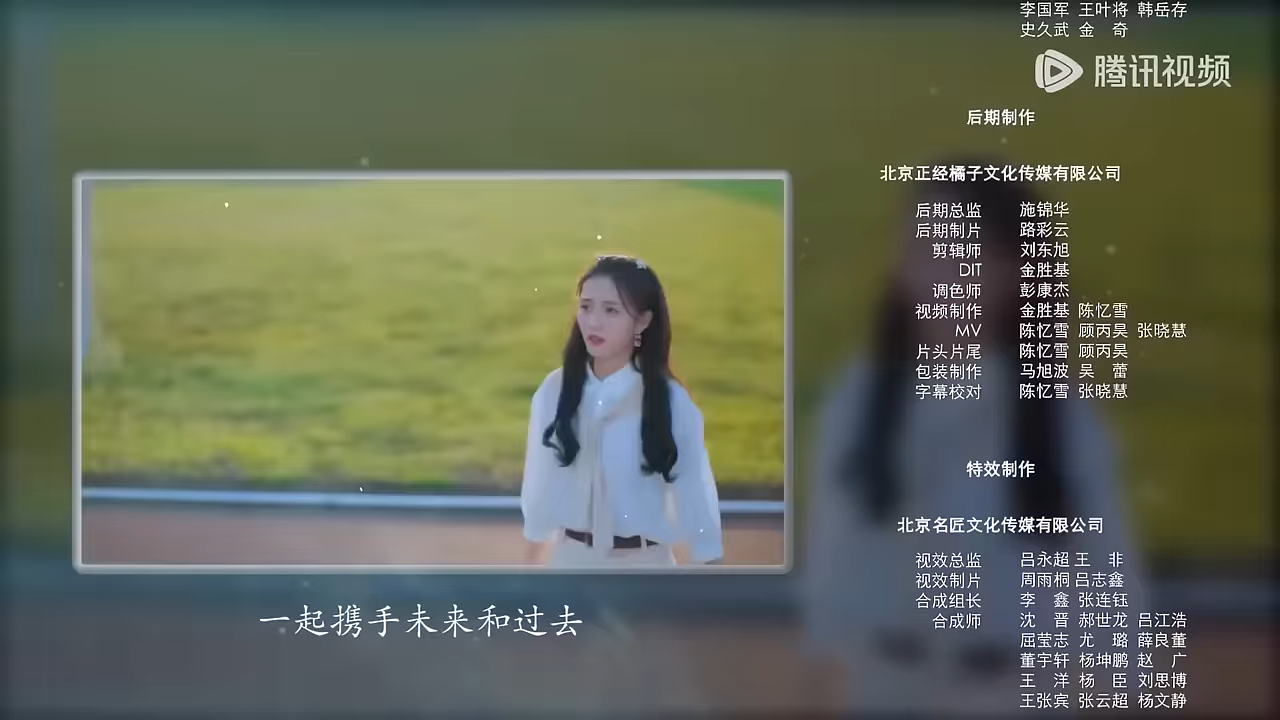 李国军 王叶将 韩岳存
史久武 金 奇
腾讯视频
后期制作
北京正经橘子文化传媒有限公司
后期总监 施锦华
后期制片 路彩云
剪辑师 刘东旭
DIT 金胜基
调色师 彭康杰
视频制作 金胜基 陈忆雪
MV 陈忆雪 顾丙昊 张晓慧
片头片尾 陈忆雪 顾丙昊
包装制作 马旭波 吴 蕾
字幕校对 陈忆雪 张晓慧
特效制作
北京名匠文化传媒有限公司
视效总监 吕永超 王 非
视效制片 周雨桐 吕志鑫
合成组长 李 鑫 张连钰
合成师 沈 晋 郝世龙 吕江浩
屈莹志 尤 璐 薛良董
董宇轩 杨坤鹏 赵 广
王 洋 杨 臣 刘思博
王张宾 张云超 杨文静
一起携手未来和过去